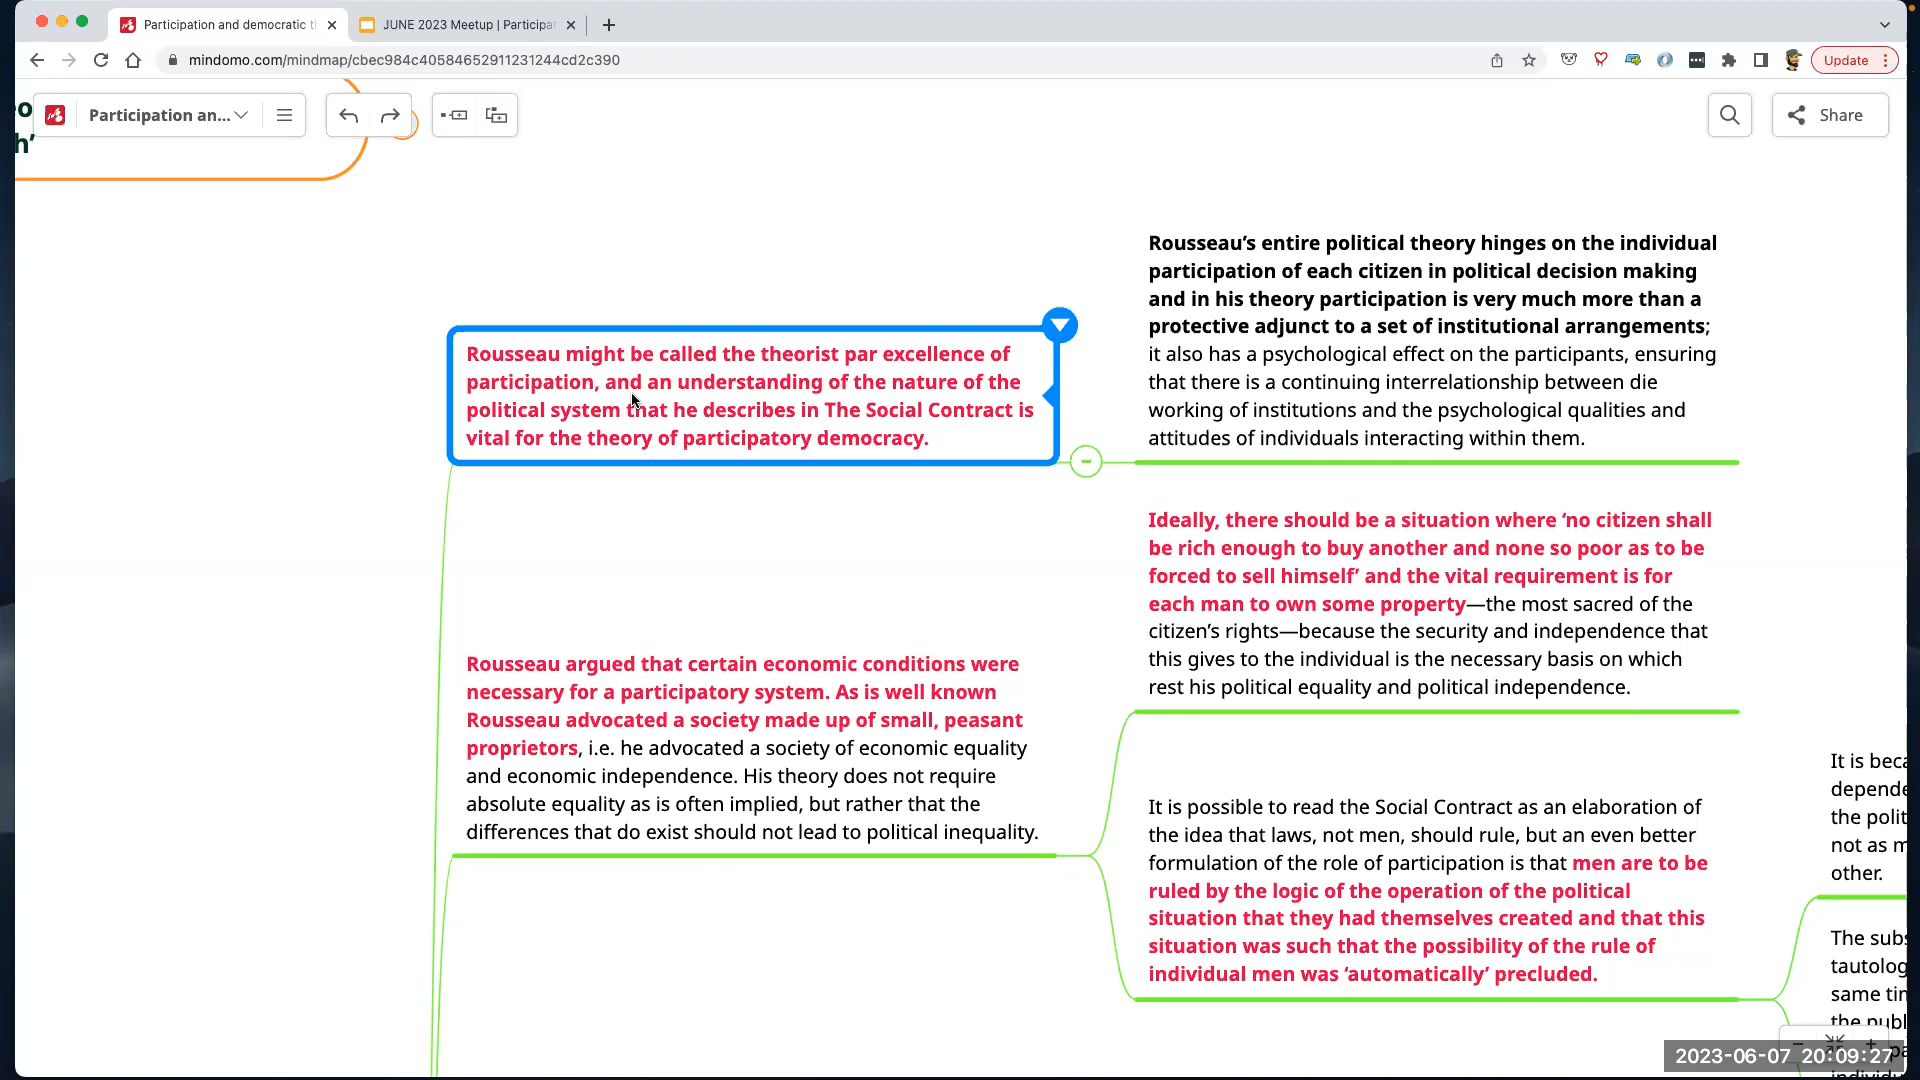 Participation and democratic t
JUNE 2023 Meetup | Participat
mindomo.com/mindmap/cbec984c40584652911231244cd2c390
Update
h’
Participation an...
Share
Rousseau’s entire political theory hinges on the individual
participation of each citizen in political decision making
and in his theory participation is very much more than a
protective adjunct to a set of institutional arrangements;
it also has a psychological effect on the participants, ensuring
that there is a continuing interrelationship between die
working of institutions and the psychological qualities and
attitudes of individuals interacting within them.
Rousseau might be called the theorist par excellence of
participation, and an understanding of the nature of the
political system that he describes in The Social Contract is
vital for the theory of participatory democracy.
Ideally, there should be a situation where ‘no citizen shall
be rich enough to buy another and none so poor as to be
forced to sell himself’ and the vital requirement is for
each man to own some property—the most sacred of the
citizen’s rights—because the security and independence that
this gives to the individual is the necessary basis on which
rest his political equality and political independence.
Rousseau argued that certain economic conditions were
necessary for a participatory system. As is well known
Rousseau advocated a society made up of small, peasant
proprietors, i.e. he advocated a society of economic equality
and economic independence. His theory does not require
absolute equality as is often implied, but rather that the
differences that do exist should not lead to political inequality.
It is possible to read the Social Contract as an elaboration of
the idea that laws, not men, should rule, but an even better
formulation of the role of participation is that men are to be
ruled by the logic of the operation of the political
situation that they had themselves created and that this
situation was such that the possibility of the rule of
individual men was ‘automatically’ precluded.
It is beca
depende
the polit
not as m
other.
The subs
tautolog
same tin
the publ
2023-06-07 20:09:27